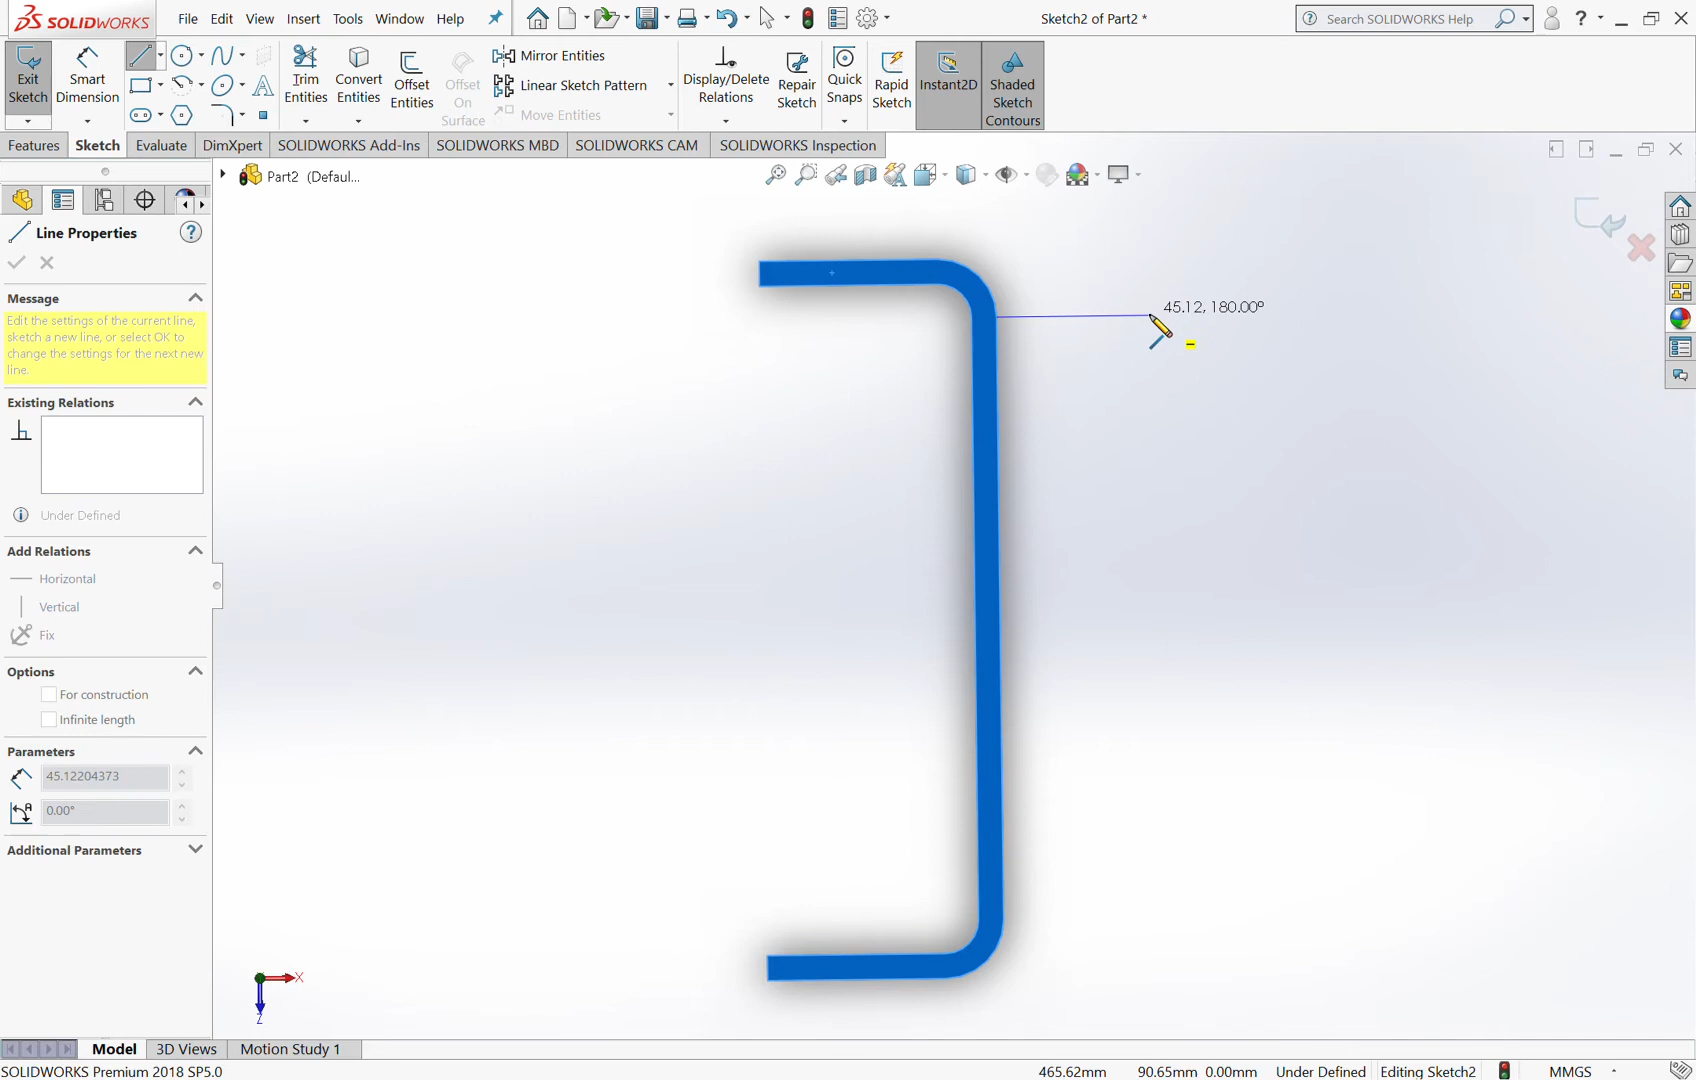 SOLIDWORKS File Edit View Insert Tools Window Help Sketch2 of Part2 * Search SOLIDWORKS Help ?
Exit Sketch
Smart Dimension
Trim Entities
Convert Entities
Offset Entities
Offset On Surface
Mirror Entities
Linear Sketch Pattern
Move Entities
Display/Delete Relations
Repair Sketch
Quick Snaps
Rapid Sketch
Instant2D
Shaded Sketch Contours
Features Sketch Evaluate DimXpert SOLIDWORKS Add-Ins SOLIDWORKS MBD SOLIDWORKS CAM SOLIDWORKS Inspection
Part2 (Defaul...
Line Properties ?
Message
Edit the settings of the current line,
sketch a new line, or select OK to
change the settings for the next new
line.
Existing Relations
Under Defined
Add Relations
Horizontal
Vertical
Fix
Options
For construction
Infinite length
Parameters
45.12204373
0.00°
Additional Parameters
45.12, 180.00°
X
Z
Model 3D Views Motion Study 1
SOLIDWORKS Premium 2018 SP5.0 465.62mm 90.65mm 0.00mm Under Defined Editing Sketch2 MMGS